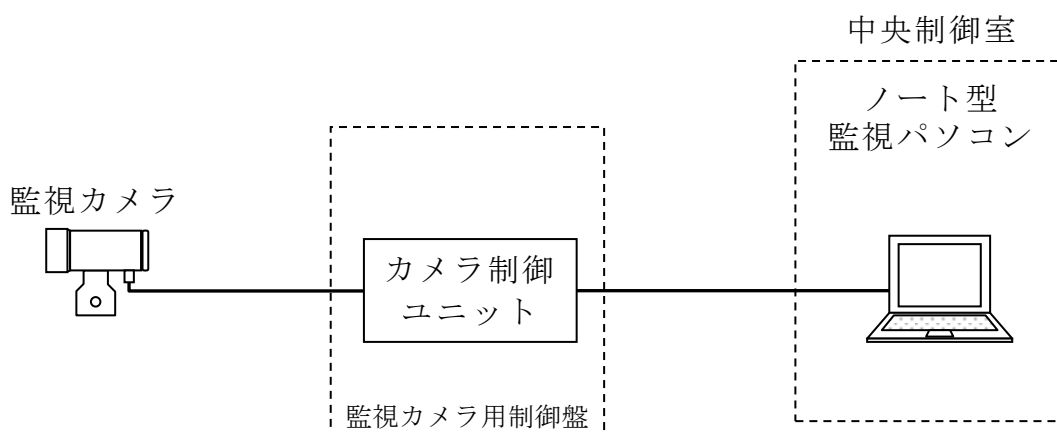 中央制御室
ノート型
監視パソコン
監視カメラ
カメラ制御
ユニット
監視カメラ用制御盤